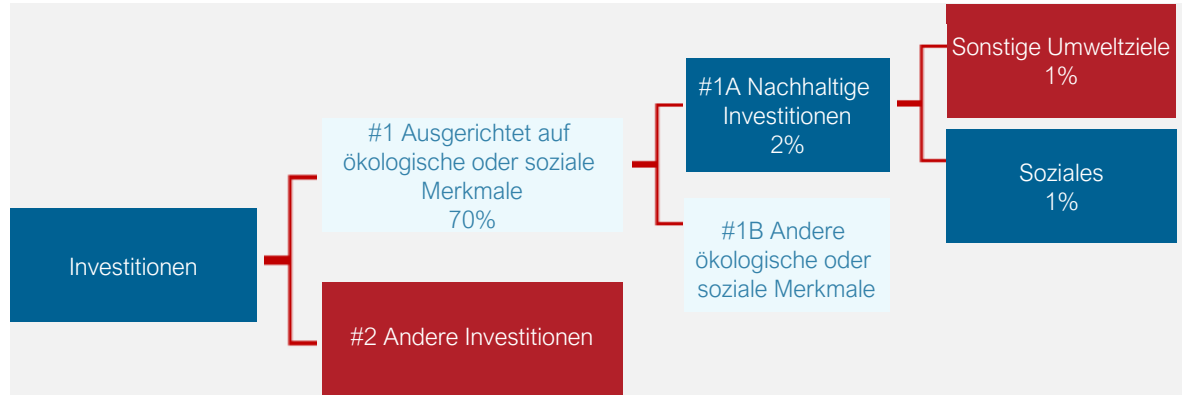 Investitionen
#1 Ausgerichtet auf
ökologische oder soziale
Merkmale
70%
#2 Andere Investitionen
#1A Nachhaltige
Investitionen
2%
#1B Andere
ökologische oder
soziale Merkmale
Sonstige Umweltziele
1%
Soziales
1%